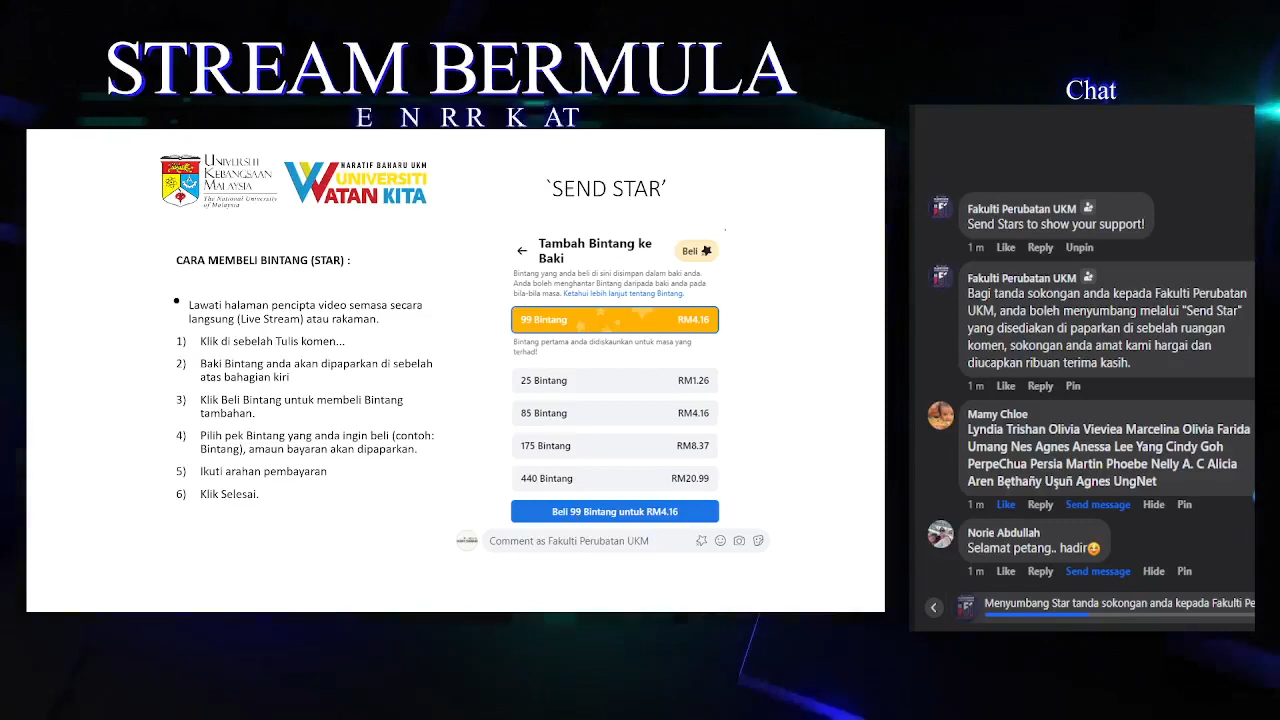 STREAM BERMULA
E N RR K AT
Chat
UNIVERSITI
KEBANGSAAN
MALAYSIA
The National University
of Malaysia
NARATIF BAHARU UKM
UNIVERSITI
WATAN KITA
`SEND STAR’
CARA MEMBELI BINTANG (STAR) :
• Lawati halaman pencipta video semasa secara
langsung (Live Stream) atau rakaman.
1) Klik di sebelah Tulis komen...
2) Baki Bintang anda akan dipaparkan di sebelah
atas bahagian kiri
3) Klik Beli Bintang untuk membeli Bintang
tambahan.
4) Pilih pek Bintang yang anda ingin beli (contoh:
Bintang), amaun bayaran akan dipaparkan.
5) Ikuti arahan pembayaran
6) Klik Selesai.
Tambah Bintang ke
Baki
Beli
Bintang yang anda beli di sini disimpan dalam baki anda.
Anda boleh menghantar Bintang daripada baki anda pada
bila-bila masa. Ketahui lebih lanjut tentang Bintang.
99 Bintang RM4.16
Bintang pertama anda didiskaunkan untuk masa yang
terhad!
25 Bintang RM1.26
85 Bintang RM4.16
175 Bintang RM8.37
440 Bintang RM20.99
Beli 99 Bintang untuk RM4.16
Comment as Fakulti Perubatan UKM
Fakulti Perubatan UKM
Send Stars to show your support!
1 m Like Reply Unpin
Fakulti Perubatan UKM
Bagi tanda sokongan anda kepada Fakulti Perubatan
UKM, anda boleh menyumbang melalui “Send Star”
yang disediakan di paparkan di sebelah ruangan
komen, sokongan anda amat kami hargai dan
diucapkan ribuan terima kasih.
1 m Like Reply Pin
Mamy Chloe
Lyndia Trishan Olivia Vieviea Marcelina Olivia Farida
Umang Nes Agnes Anessa Lee Yang Cindy Goh
PerpeChua Persia Martin Phoebe Nelly A. C Alicia
Aren Bẹthañy Uşuñ Agnes UngNet
1 m Like Reply Send message Hide Pin
Norie Abdullah
Selamat petang.. hadir😊
1 m Like Reply Send message Hide Pin
Menyumbang Star tanda sokongan anda kepada Fakulti Pe